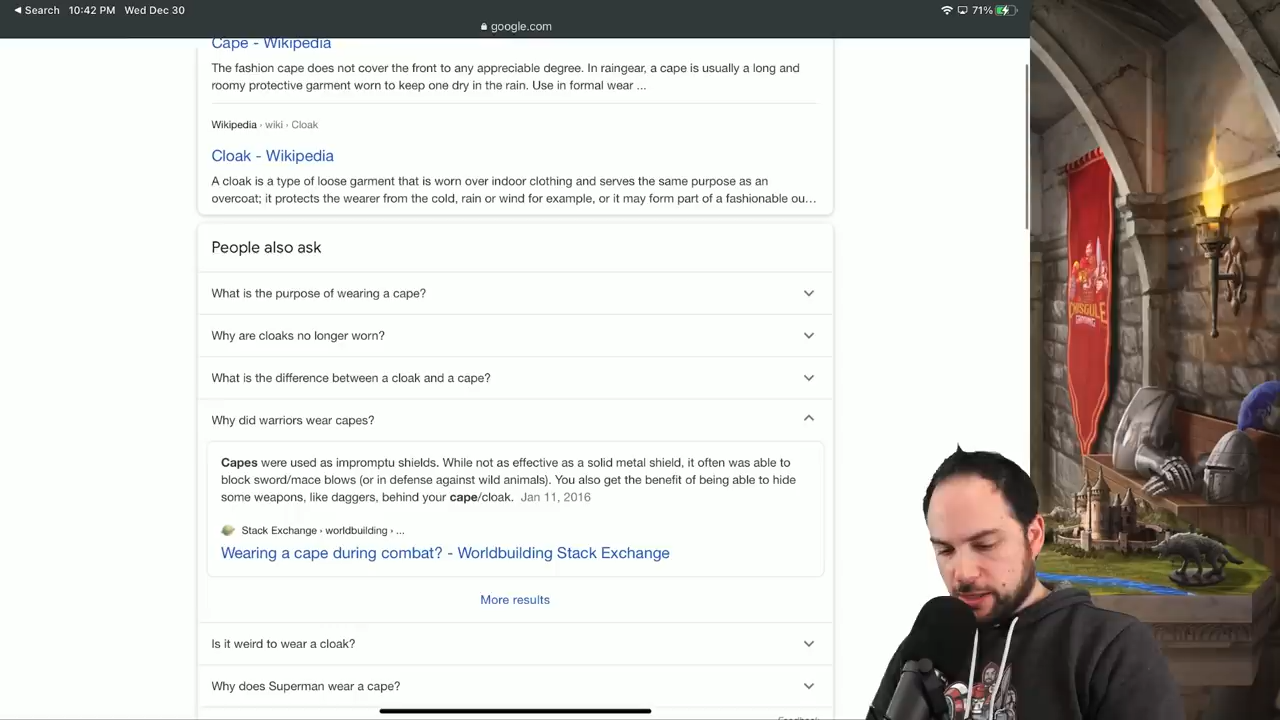 ◄ Search 10:42 PM Wed Dec 30 71%
google.com
Cape - Wikipedia
The fashion cape does not cover the front to any appreciable degree. In raingear, a cape is usually a long and
roomy protective garment worn to keep one dry in the rain. Use in formal wear ...
Wikipedia · wiki · Cloak
Cloak - Wikipedia
A cloak is a type of loose garment that is worn over indoor clothing and serves the same purpose as an
overcoat; it protects the wearer from the cold, rain or wind for example, or it may form part of a fashionable ou...
People also ask
What is the purpose of wearing a cape?
Why are cloaks no longer worn?
What is the difference between a cloak and a cape?
Why did warriors wear capes?
Capes were used as impromptu shields. While not as effective as a solid metal shield, it often was able to
block sword/mace blows (or in defense against wild animals). You also get the benefit of being able to hide
some weapons, like daggers, behind your cape/cloak. Jan 11, 2016
Stack Exchange › worldbuilding › ...
Wearing a cape during combat? - Worldbuilding Stack Exchange
More results
Is it weird to wear a cloak?
Why does Superman wear a cape?
Feedback
CHISGULE
GAMING